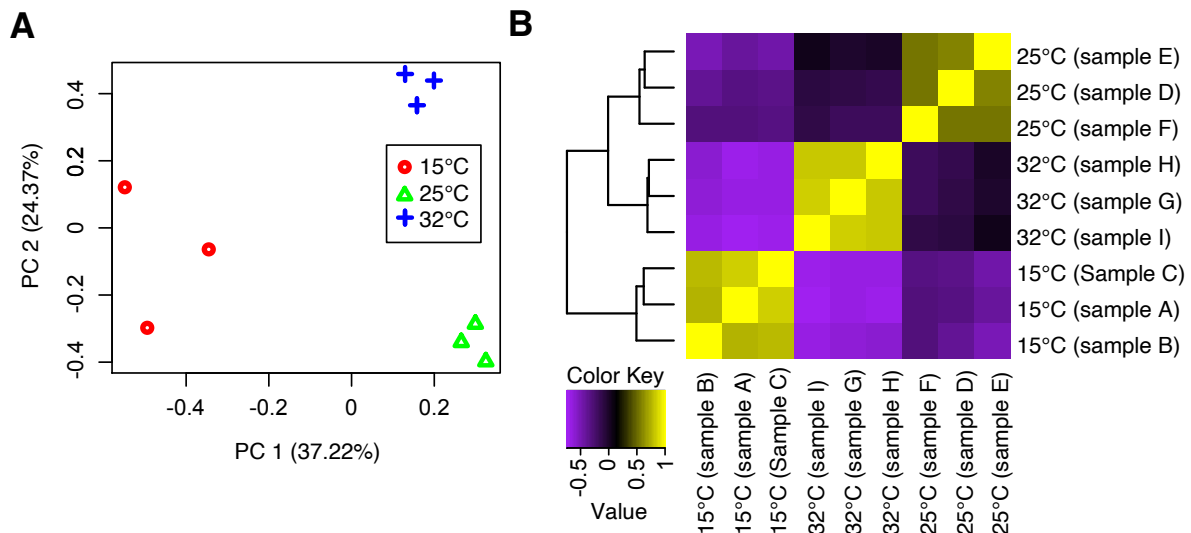 A
PC 2 (24.37%)
0.4
0.2
0
-0.2
-0.4
15°C
25°C
32°C
-0.4
-0.2
0
0.2
PC 1 (37.22%)
B
25°C (sample E)
25°C (sample D)
25°C (sample F)
32°C (sample H)
32°C (sample G)
32°C (sample I)
15°C (Sample C)
15°C (sample A)
15°C (sample B)
Color Key
-0.5
0
0.5
1
Value
15°C (sample B)
15°C (sample A)
15°C (Sample C)
32°C (sample I)
32°C (sample G)
32°C (sample H)
25°C (sample F)
25°C (sample D)
25°C (sample E)